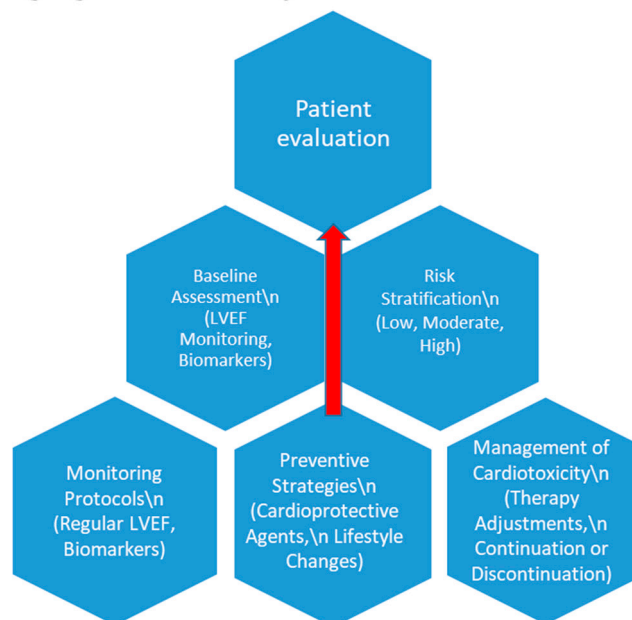 Patient
evaluation
Baseline
Assessment\n
(LVEF
Monitoring,
Biomarkers)
Risk
Stratification\n
(Low, Moderate,
High)
Monitoring
Protocols\n
(Regular LVEF,
Biomarkers)
Preventive
Strategies\n
(Cardioprotective
Agents,\n Lifestyle
Changes)
Management of
Cardiotoxicity\n
(Therapy
Adjustments,\n
Continuation or
Discontinuation)